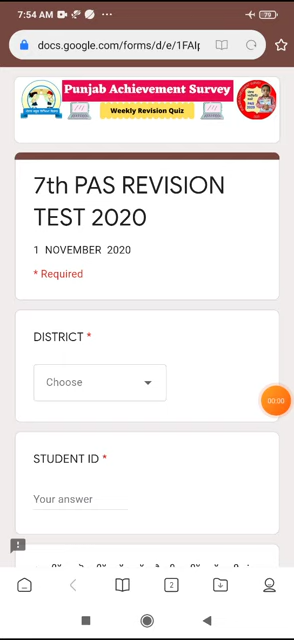 7:54 AM
79
docs.google.com/forms/d/e/1FAIp
Punjab Achievement Survey
Weekly Revision Quiz
7th PAS REVISION
TEST 2020
1 NOVEMBER 2020
* Required
DISTRICT *
Choose
00:00
STUDENT ID *
Your answer
2